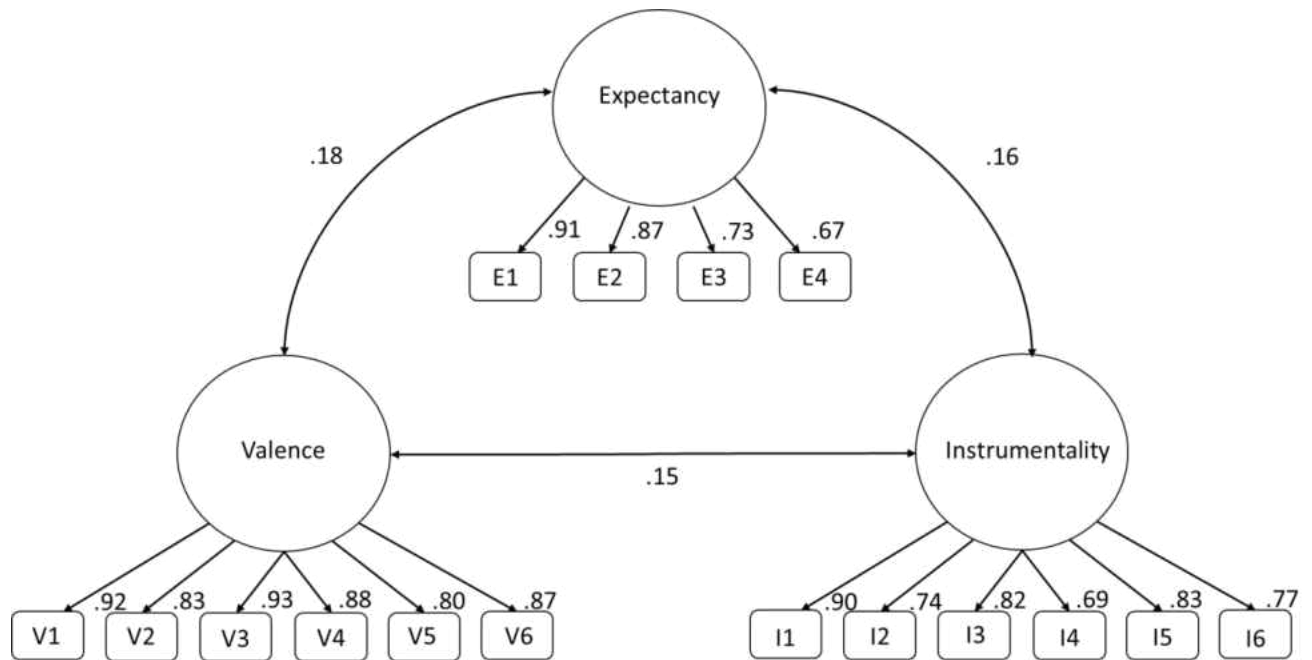 Expectancy
.18
.16
.91 .87 .73 .67
E1 E2 E3 E4
Valence
Instrumentality
.15
.92 .83 .93 .88 .80 .87
.90 .74 .82 .69 .83 .77
V1 V2 V3 V4 V5 V6
I1 I2 I3 I4 I5 I6